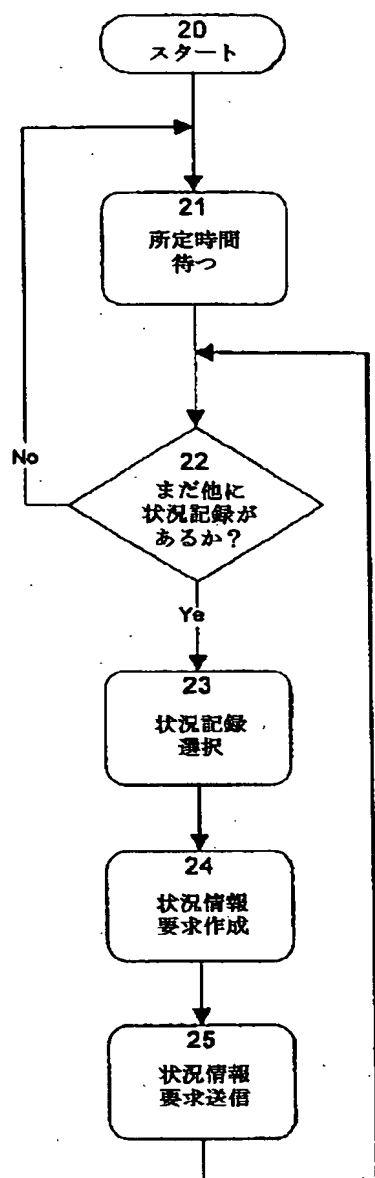 20
スタート
21
所定時間
待つ
No
22
まだ他に
状況記録が
あるか？
Ye
23
状況記録
選択
24
状況情報
要求作成
25
状況情報
要求送信